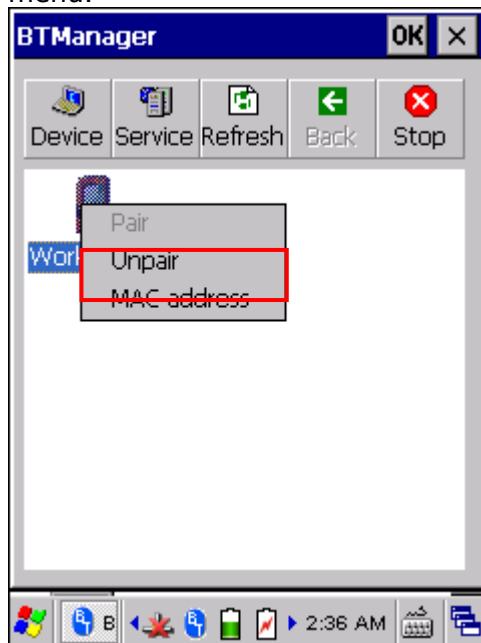 menu.
BTManager OK
Device Service Refresh Back Stop
Pair
Work
Unpair
MAC address
B 2:36 AM